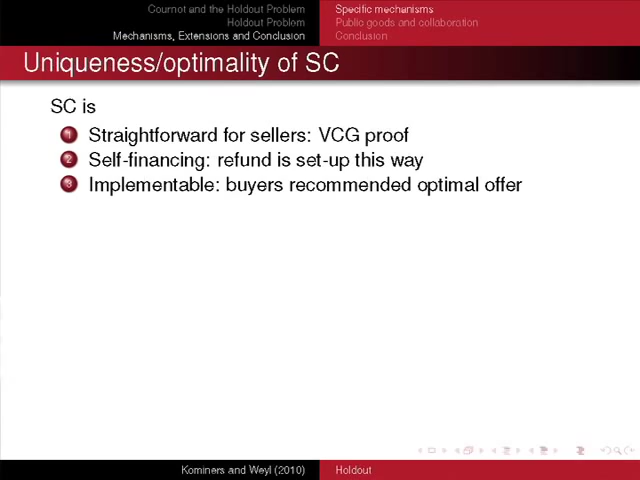 Cournot and the Holdout Problem
Holdout Problem
Mechanisms, Extensions and Conclusion
Specific mechanisms
Public goods and collaboration
Conclusion
Uniqueness/optimality of SC
SC is
1 Straightforward for sellers: VCG proof
2 Self-financing: refund is set-up this way
3 Implementable: buyers recommended optimal offer
Kominers and Weyl (2010)
Holdout